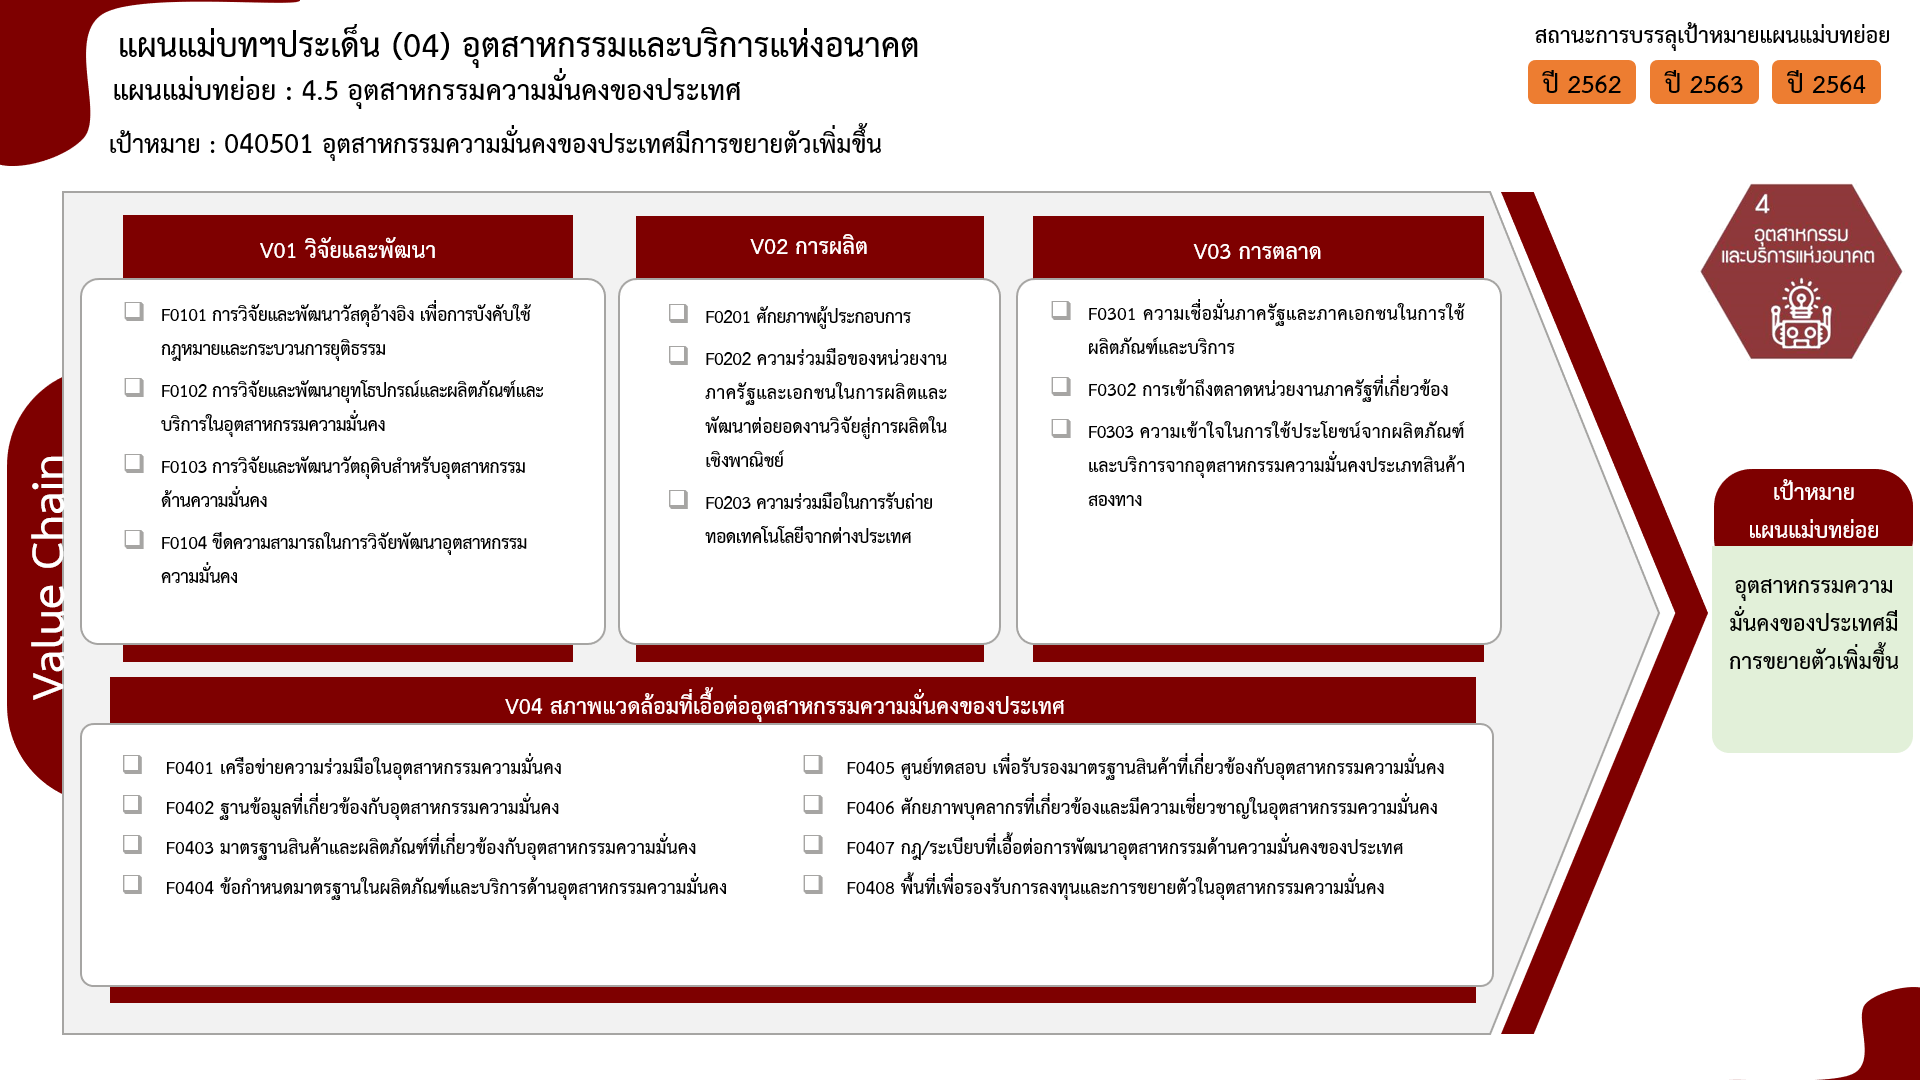 แผนแม่บทฯประเด็น (04) อุตสาหกรรมและบริการแห่งอนาคต
แผนแม่บทย่อย : 4.5 อุตสาหกรรมความมั่นคงของประเทศ
เป้าหมาย : 040501 อุตสาหกรรมความมั่นคงของประเทศมีการขยายตัวเพิ่มขึ้น
สถานะการบรรลุเป้าหมายแผนแม่บทย่อย
ปี 2562 ปี 2563 ปี 2564
4
อุตสาหกรรม
และบริการแห่งอนาคต
Value Chain
V01 วิจัยและพัฒนา
F0101 การวิจัยและพัฒนาวัสดุอ้างอิง เพื่อการบังคับใช้
กฎหมายและกระบวนการยุติธรรม
F0102 การวิจัยและพัฒนายุทโธปกรณ์และผลิตภัณฑ์และ
บริการในอุตสาหกรรมความมั่นคง
F0103 การวิจัยและพัฒนาวัตถุดิบสำหรับอุตสาหกรรม
ด้านความมั่นคง
F0104 ขีดความสามารถในการวิจัยพัฒนาอุตสาหกรรม
ความมั่นคง
V02 การผลิต
F0201 ศักยภาพผู้ประกอบการ
F0202 ความร่วมมือของหน่วยงาน
ภาครัฐและเอกชนในการผลิตและ
พัฒนาต่อยอดงานวิจัยสู่การผลิตใน
เชิงพาณิชย์
F0203 ความร่วมมือในการรับถ่าย
ทอดเทคโนโลยีจากต่างประเทศ
V03 การตลาด
F0301 ความเชื่อมั่นภาครัฐและภาคเอกชนในการใช้
ผลิตภัณฑ์และบริการ
F0302 การเข้าถึงตลาดหน่วยงานภาครัฐที่เกี่ยวข้อง
F0303 ความเข้าใจในการใช้ประโยชน์จากผลิตภัณฑ์
และบริการจากอุตสาหกรรมความมั่นคงประเภทสินค้า
สองทาง
V04 สภาพแวดล้อมที่เอื้อต่ออุตสาหกรรมความมั่นคงของประเทศ
F0401 เครือข่ายความร่วมมือในอุตสาหกรรมความมั่นคง
F0402 ฐานข้อมูลที่เกี่ยวข้องกับอุตสาหกรรมความมั่นคง
F0403 มาตรฐานสินค้าและผลิตภัณฑ์ที่เกี่ยวข้องกับอุตสาหกรรมความมั่นคง
F0404 ข้อกำหนดมาตรฐานในผลิตภัณฑ์และบริการด้านอุตสาหกรรมความมั่นคง
F0405 ศูนย์ทดสอบ เพื่อรับรองมาตรฐานสินค้าที่เกี่ยวข้องกับอุตสาหกรรมความมั่นคง
F0406 ศักยภาพบุคลากรที่เกี่ยวข้องและมีความเชี่ยวชาญในอุตสาหกรรมความมั่นคง
F0407 กฎ/ระเบียบที่เอื้อต่อการพัฒนาอุตสาหกรรมด้านความมั่นคงของประเทศ
F0408 พื้นที่เพื่อรองรับการลงทุนและการขยายตัวในอุตสาหกรรมความมั่นคง
เป้าหมาย
แผนแม่บทย่อย
อุตสาหกรรมความ
มั่นคงของประเทศมี
การขยายตัวเพิ่มขึ้น